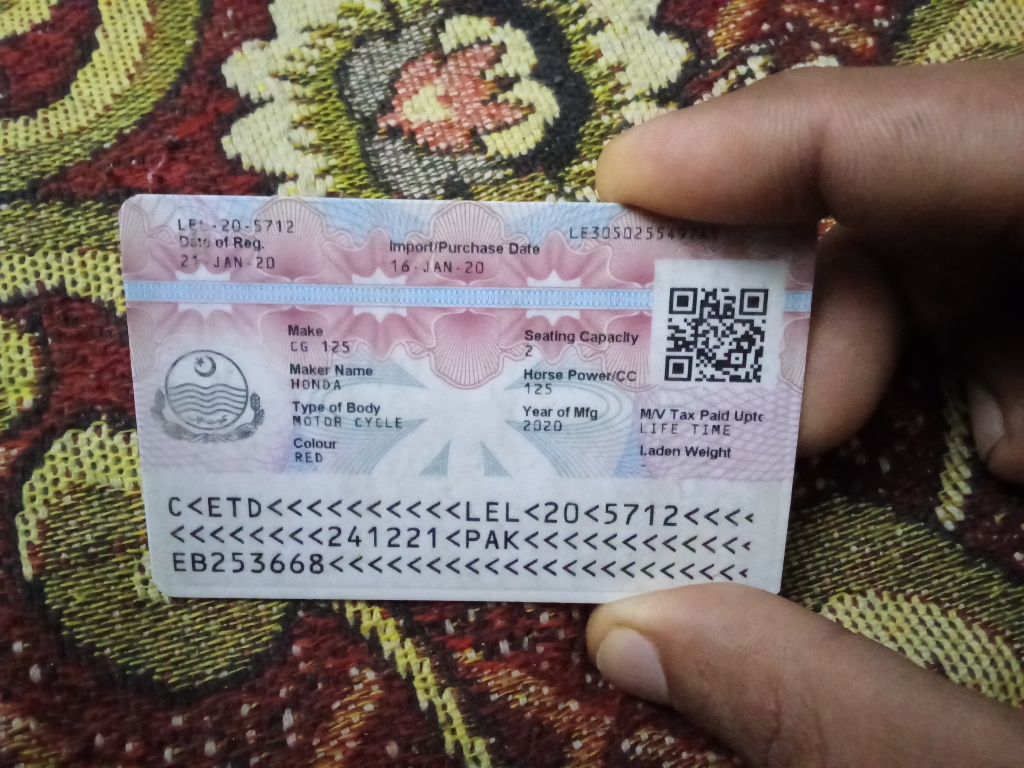 LEL-20-5712
Date of Reg.
21-JAN-20
Import/Purchase Date
16-JAN-20
Make
CG 125
Maker Name
HONDA
Type of Body
MOTOR CYCLE
Colour
RED
Seating Capacity
2
Horse Power/CC
125
Year of Mfg
2020
M/V Tax Paid Upto
LIFE TIME
Laden Weight
-
C<ETD<<<<<<<<<<LEL<20<5712<<<<
<<<<<<<<241221<PAK<<<<<<<<<<<<
EB253668<<<<<<<<<<<<<<<<<<<<<<